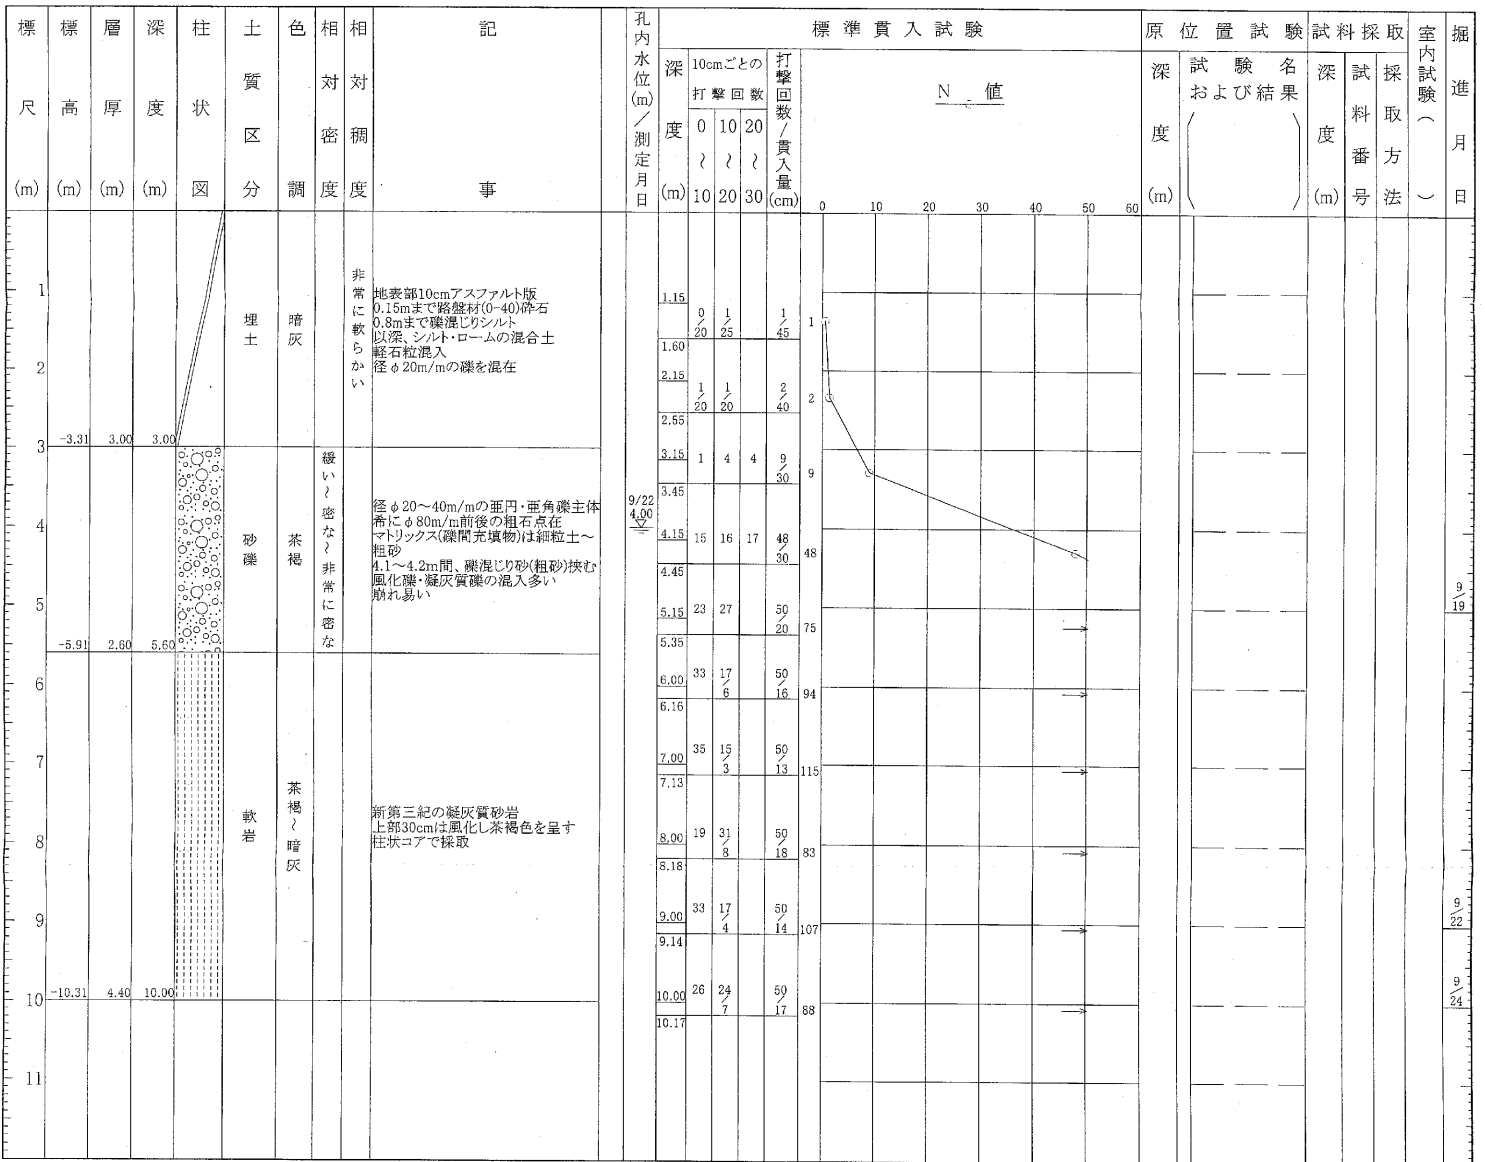 標尺(m)
標高(m)
層厚(m)
深度(m)
柱状図
土質区分
色調
相対密度
相対稠度
記事
孔内水位(m)/測定月日
標準貫入試験
深度(m)
10cmごとの
打撃回数
0 10 20
〜 〜 〜
10 20 30
打撃回数/貫入量(cm)
N 値
0 10 20 30 40 50 60
原位置試験
深度(m)
試験名
および結果
試料採取
深度(m)
試料番号
採取方法
室内試験( )
掘進月日
1
2
3
4
5
6
7
8
9
10
11
-3.31 3.00 3.00
埋土
暗灰
非常に軟らかい
地表部10cmアスファルト版
0.15mまで路盤材(0-40)砕石
0.8mまで礫混じりシルト
以深、シルト・ロームの混合土
軽石粒混入
径φ20m/mの礫を混在
-5.91 2.60 5.60
砂礫
茶褐
緩い〜密な〜非常に密な
径φ20〜40m/mの亜円・亜角礫主体
希にφ80m/m前後の粗石点在
マトリックス(礫間充填物)は細粒土〜
粗砂
4.1〜4.2m間、礫混じり砂(粗砂)挟む
風化礫・凝灰質礫の混入多い
崩れ易い
-10.31 4.40 10.00
軟岩
茶褐〜暗灰
新第三紀の凝灰質砂岩
上部30cmは風化し茶褐色を呈す
柱状コアで採取
9/22
4.00
1.15
0/20 1/25 1/45 1
1.60
2.15
1/20 1/20 2/40 2
2.55
3.15 1 4 4 9/30 9
3.45
4.15 15 16 17 48/30 48
4.45
5.15 23 27 50/20 75
5.35
6.00 33 17/6 50/16 94
6.16
7.00 35 15/3 50/13 115
7.13
8.00 19 31/8 50/18 83
8.18
9.00 33 17/4 50/14 107
9.14
10.00 26 24/7 50/17 88
10.17
9/19
9/22
9/24